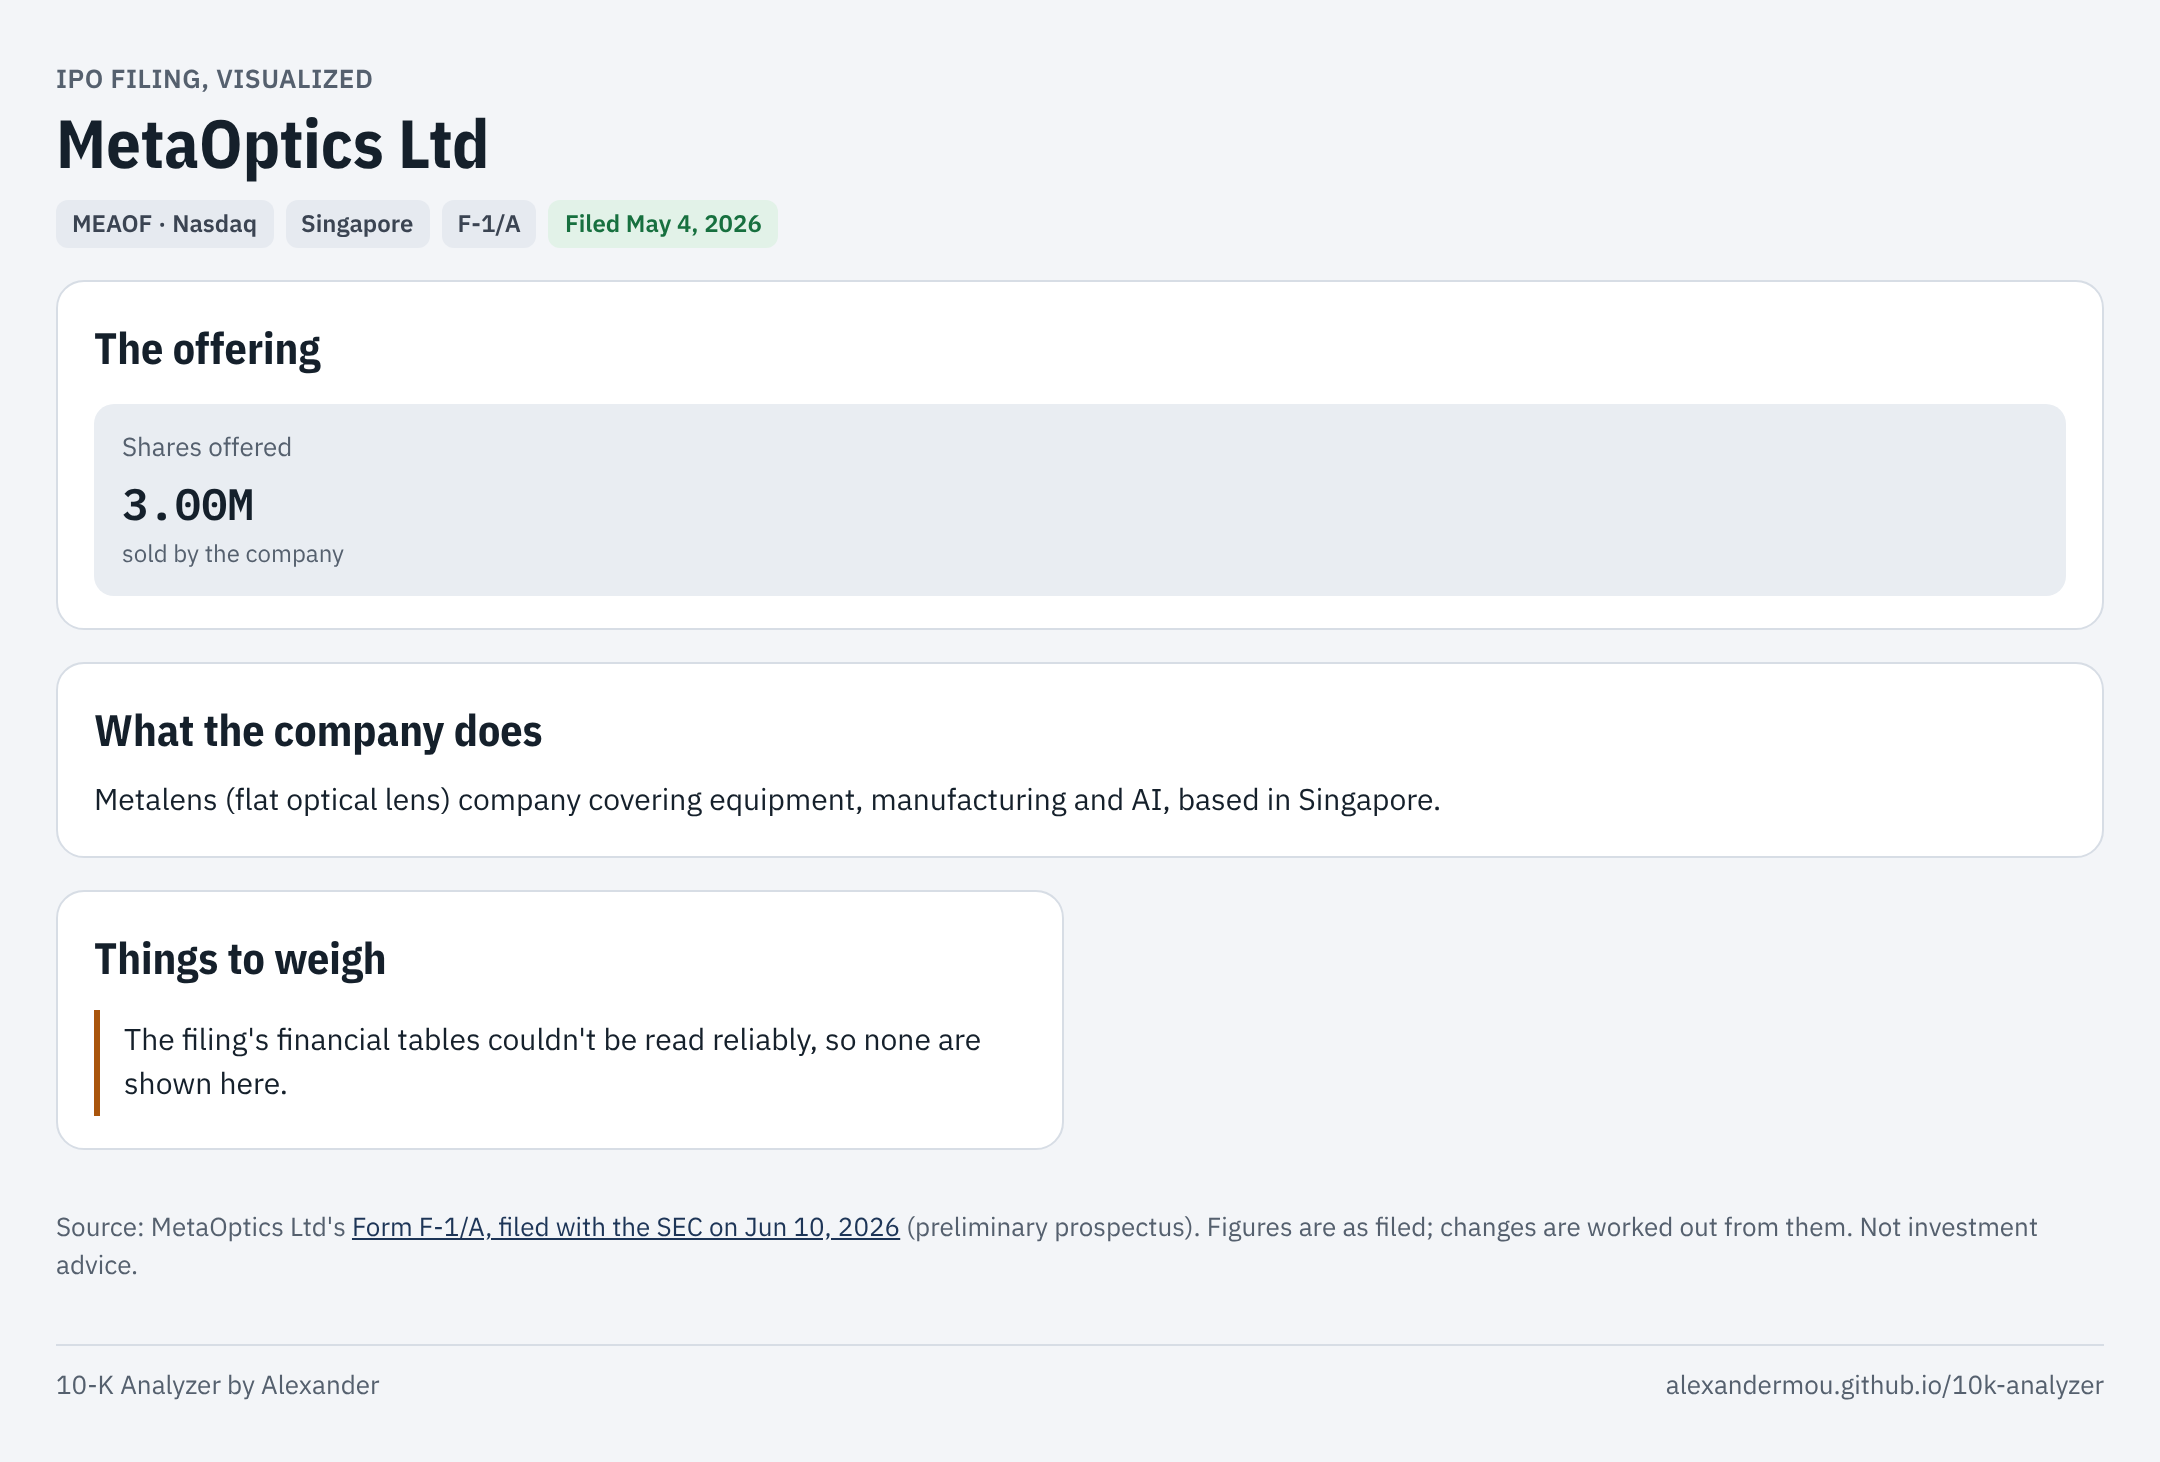 IPO FILING, VISUALIZED
MetaOptics Ltd
MEAOF · Nasdaq Singapore F-1/A Filed May 4, 2026
The offering
Shares offered
3.00M
sold by the company
What the company does
Metalens (flat optical lens) company covering equipment, manufacturing and AI, based in Singapore.
Things to weigh
The filing's financial tables couldn't be read reliably, so none are
shown here.
Source: MetaOptics Ltd's Form F-1/A, filed with the SEC on Jun 10, 2026 (preliminary prospectus). Figures are as filed; changes are worked out from them. Not investment
advice.
10-K Analyzer by Alexander
alexandermou.github.io/10k-analyzer